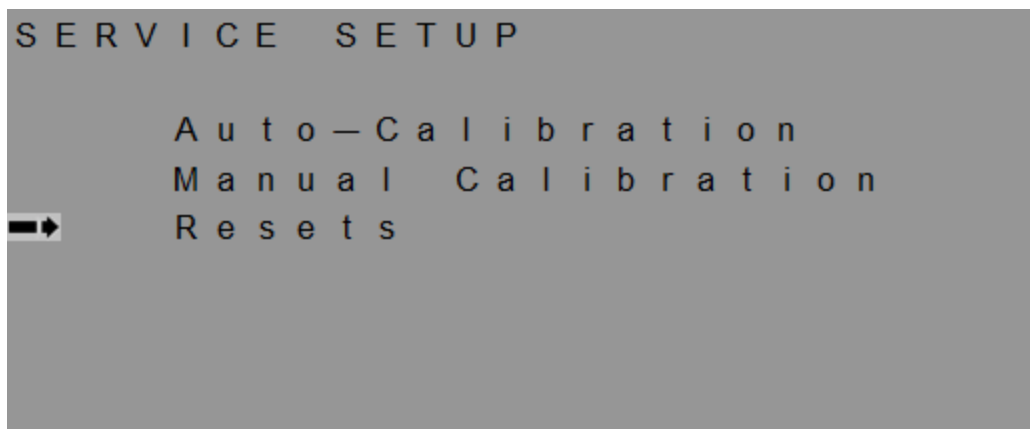 SERVICE SETUP
Auto-Calibration
Manual Calibration
Resets